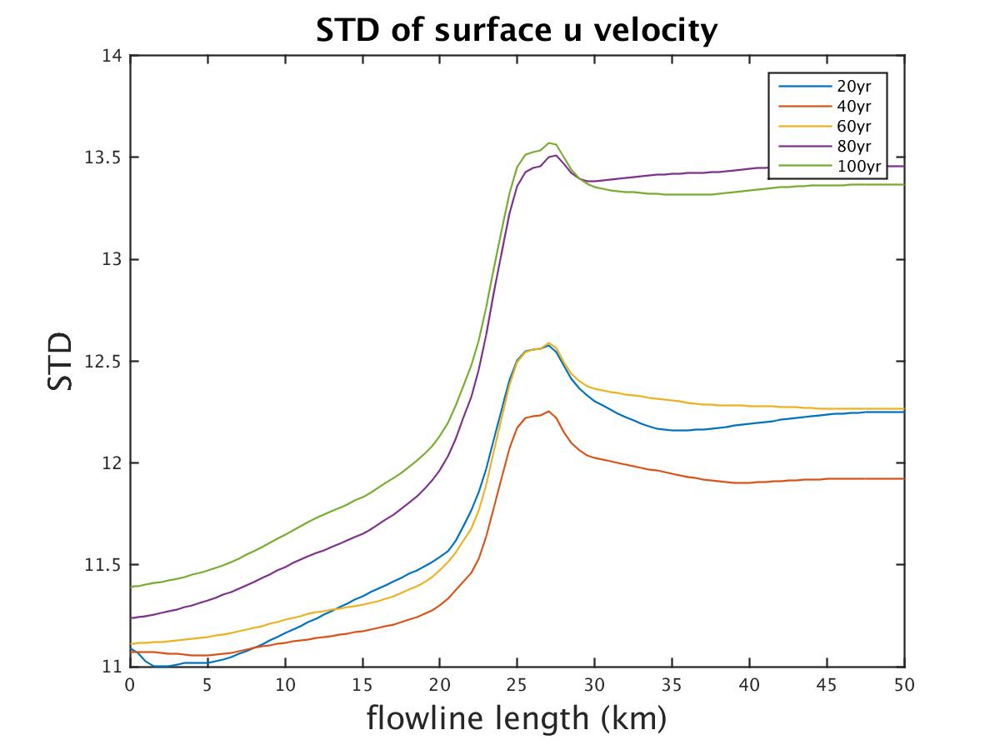 STD of surface u velocity
14
13.5
13
12.5
12
11.5
11
STD
20yr
40yr
60yr
80yr
100yr
0 5 10 15 20 25 30 35 40 45 50
flowline length (km)